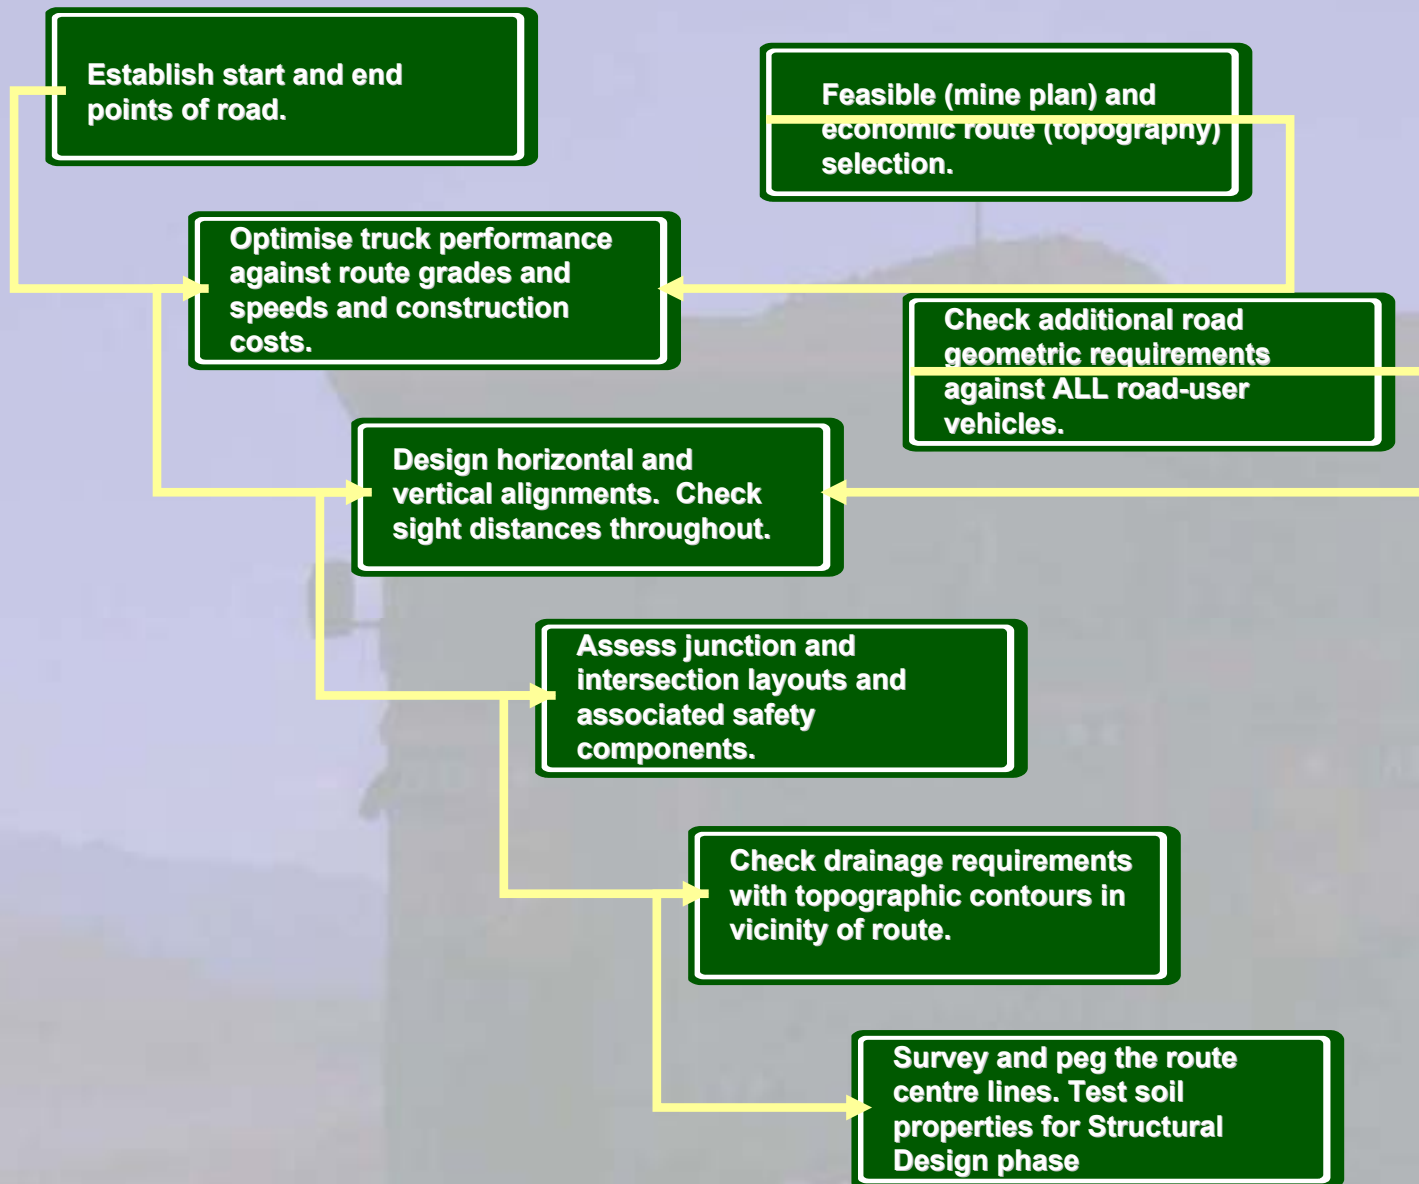 Establish start and end
points of road.
Feasible (mine plan) and
economic route (topography)
selection.
Optimise truck performance
against route grades and
speeds and construction
costs.
Check additional road
geometric requirements
against ALL road-user
vehicles.
Design horizontal and
vertical alignments.  Check
sight distances throughout.
Assess junction and
intersection layouts and
associated safety
components.
Check drainage requirements
with topographic contours in
vicinity of route.
Survey and peg the route
centre lines. Test soil
properties for Structural
Design phase